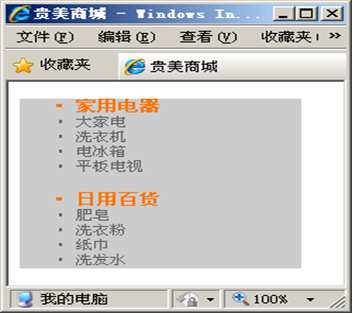 贵美商城 - Windows In...
文件(F) 编辑(E) 查看(V) 收藏夹 »
收藏夹 贵美商城
家用电器
大家电
洗衣机
电冰箱
平板电视
日用百货
肥皂
洗衣粉
纸巾
洗发水
我的电脑 100%